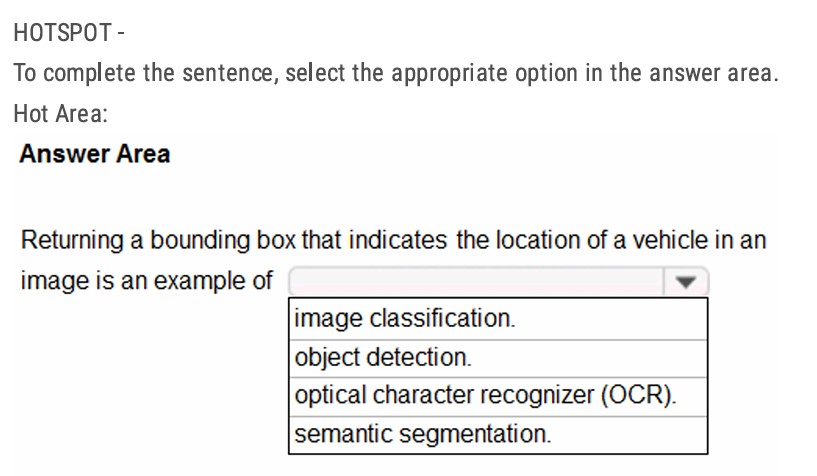 HOTSPOT -
To complete the sentence, select the appropriate option in the answer area.
Hot Area:
Answer Area
Returning a bounding box that indicates the location of a vehicle in an
image is an example of
image classification.
object detection.
optical character recognizer (OCR).
semantic segmentation.